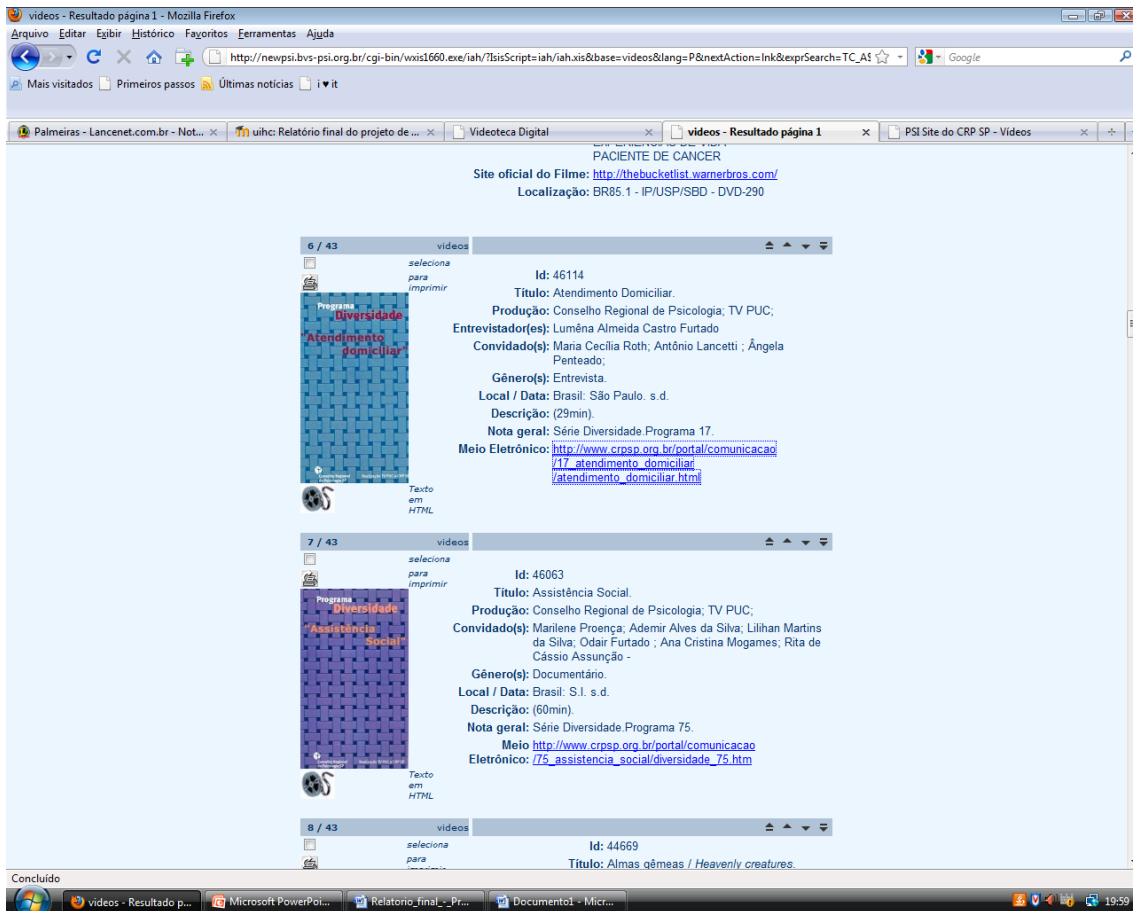 videos - Resultado página 1 - Mozilla Firefox
Arquivo Editar Exibir Histórico Favoritos Ferramentas Ajuda
http://newpsi.bvs-psi.org.br/cgi-bin/wxis1660.exe/iah/?IsisScript=iah/iah.xis&base=videos&lang=P&nextAction=lnk&exprSearch=TC_AS
Google
Mais visitados Primeiros passos Últimas notícias i ♥ it
Palmeiras - Lancenet.com.br - Not... uihc: Relatório final do projeto de ... Videoteca Digital videos - Resultado página 1 PSI Site do CRP SP - Vídeos
EXPERIENCIAS DE VIDA
PACIENTE DE CANCER
Site oficial do Filme: http://thebucketlist.warnerbros.com/
Localização: BR85.1 - IP/USP/SBD - DVD-290
6 / 43 videos
seleciona
para
imprimir
Programa
Diversidade
"Atendimento
domiciliar"
Texto
em
HTML
Id: 46114
Título: Atendimento Domiciliar.
Produção: Conselho Regional de Psicologia; TV PUC;
Entrevistador(es): Lumêna Almeida Castro Furtado
Convidado(s): Maria Cecília Roth; Antônio Lancetti ; Ângela
Penteado;
Gênero(s): Entrevista.
Local / Data: Brasil: São Paulo. s.d.
Descrição: (29min).
Nota geral: Série Diversidade.Programa 17.
Meio Eletrônico: http://www.crpsp.org.br/portal/comunicacao
/17_atendimento_domiciliar
/atendimento_domiciliar.html
7 / 43 videos
seleciona
para
imprimir
Programa
Diversidade
"Assistência
Social"
Texto
em
HTML
Id: 46063
Título: Assistência Social.
Produção: Conselho Regional de Psicologia; TV PUC;
Convidado(s): Marilene Proença; Ademir Alves da Silva; Lilihan Martins
da Silva; Odair Furtado ; Ana Cristina Mogames; Rita de
Cássio Assunção -
Gênero(s): Documentário.
Local / Data: Brasil: S.l. s.d.
Descrição: (60min).
Nota geral: Série Diversidade.Programa 75.
Meio http://www.crpsp.org.br/portal/comunicacao
Eletrônico: /75_assistencia_social/diversidade_75.htm
8 / 43 videos
seleciona
para
imprimir
Id: 44669
Título: Almas gêmeas / Heavenly creatures.
Concluído
videos - Resultado p... Microsoft PowerPoi... Relatorio_final_-_Pr... Documento1 - Micr... 19:59